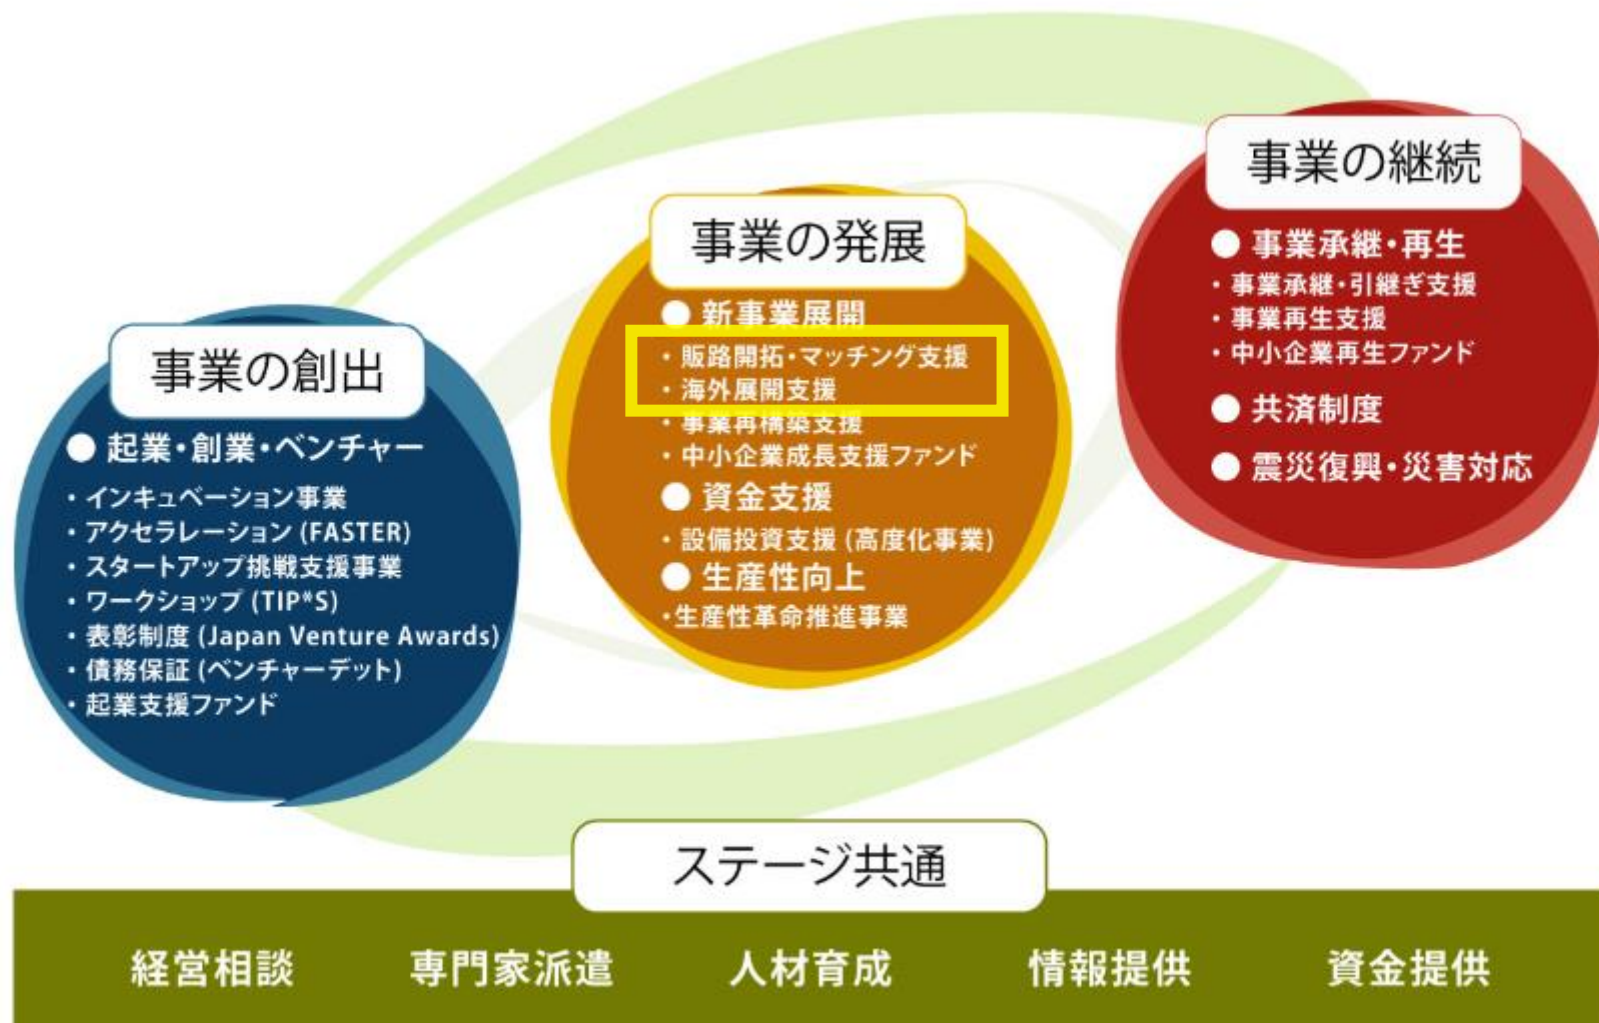 事業の創出
● 起業・創業・ベンチャー
・インキュベーション事業
・アクセラレーション (FASTER)
・スタートアップ挑戦支援事業
・ワークショップ (TIP*S)
・表彰制度 (Japan Venture Awards)
・債務保証 (ベンチャーデット)
・起業支援ファンド
事業の発展
● 新事業展開
・販路開拓・マッチング支援
・海外展開支援
・事業再構築支援
・中小企業成長支援ファンド
● 資金支援
・設備投資支援 (高度化事業)
● 生産性向上
・生産性革命推進事業
事業の継続
● 事業承継・再生
・事業承継・引継ぎ支援
・事業再生支援
・中小企業再生ファンド
● 共済制度
● 震災復興・災害対応
ステージ共通
経営相談 専門家派遣 人材育成 情報提供 資金提供